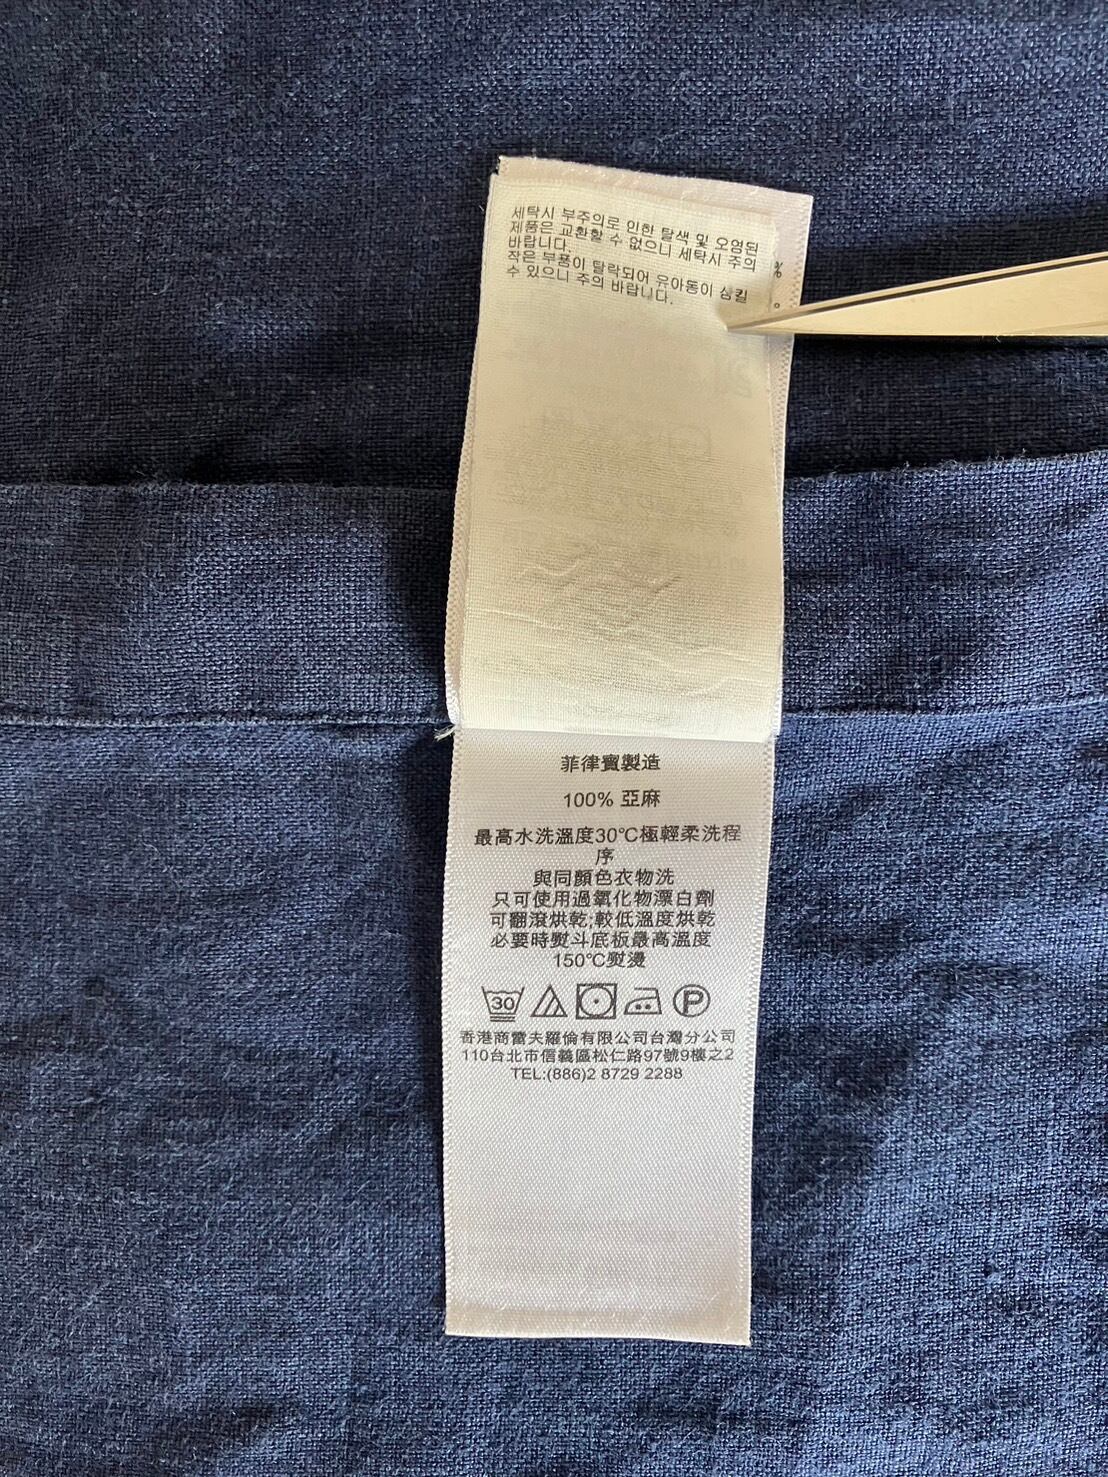 세탁시 부주의로 인한 탈색 및 오염된
제품은 교환할 수 없으니 세탁시 주의
바랍니다.
작은 부품이 탈락되어 유아동이 삼킬
수 있으니 주의 바랍니다.
%
菲律賓製造
100% 亞麻
最高水洗溫度30℃極輕柔洗程
序
與同顏色衣物洗
只可使用過氧化物漂白劑
可翻滾烘乾;較低溫度烘乾
必要時熨斗底板最高溫度
150℃熨燙
30 P
香港商雷夫羅倫有限公司台灣分公司
110台北市信義區松仁路97號9樓之2
TEL:(886)2 8729 2288